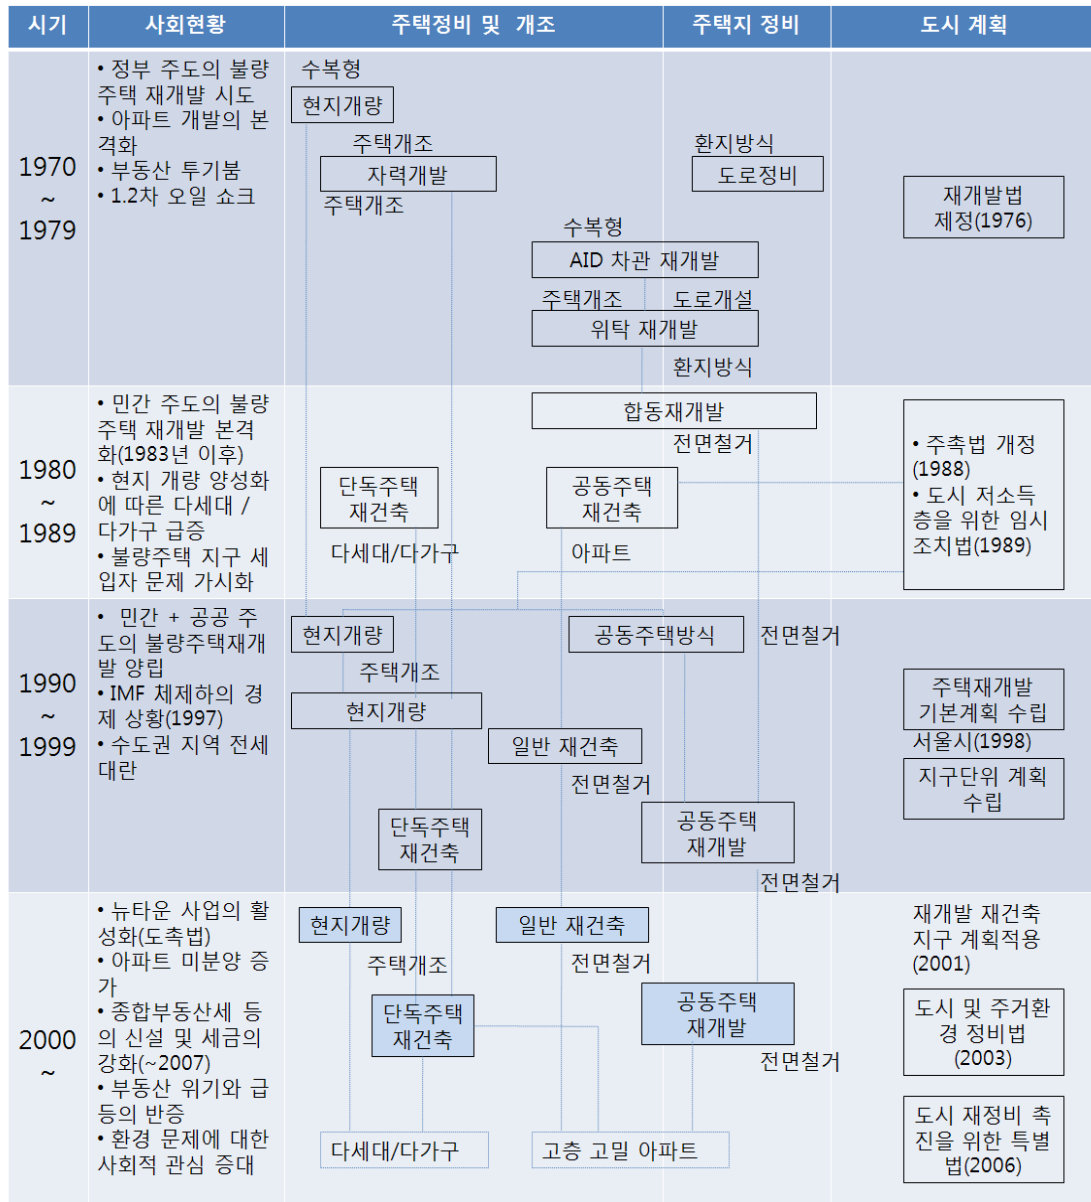 시기
사회현황
주택정비 및 개조
주택지 정비
도시 계획
1970
~
1979
• 정부 주도의 불량
주택 재개뱔 시도
• 아파트 개발의 본
격화
• 부동산 투기붐
• 1.2차 오일 쇼크
수복형
현지개량
주택개조
자력개발
주택개조
환지방식
도로정비
수복형
AID 차관 재개발
주택개조
도로개설
위탁 재개발
환지방식
재개발법
제정(1976)
1980
~
1989
• 민간 주도의 불량
주택 재개발 본격
화(1983년 이후)
• 현지 개량 양성화
에 따른 다세대 /
다가구 급증
• 불량주택 지구 세
입자 문제 가시화
합동재개발
전면철거
단독주택
재건축
다세대/다가구
공동주택
재건축
아파트
• 주촉법 개정
(1988)
• 도시 저소득
층을 위한 임시
조치법(1989)
1990
~
1999
• 민간 + 공공 주
도의 불량주택재개
발 양립
• IMF 체제하의 경
제 상황(1997)
• 수도권 지역 전세
대란
현지개량
공동주택방식
전면철거
주택개조
현지개량
일반 재건축
전면철거
단독주택
재건축
공동주택
재개발
전면철거
주택재개발
기본계획 수립
서울시(1998)
지구단위 계획
수립
2000
~
• 뉴타운 사업의 활
성화(도촉법)
• 아파트 미분양 증
가
• 종합부동산세 등
의 신설 및 세금의
강화(~2007)
• 부동산 위기와 급
등의 반증
• 환경 문제에 대한
사회적 관심 증대
현지개량
일반 재건축
주택개조
전면철거
단독주택
재건축
공동주택
재개발
전면철거
다세대/다가구
고층 고밀 아파트
재개발 재건축
지구 계획적용
(2001)
도시 및 주거환
경 정비법
(2003)
도시 재정비 촉
진을 위한 특별
법(2006)